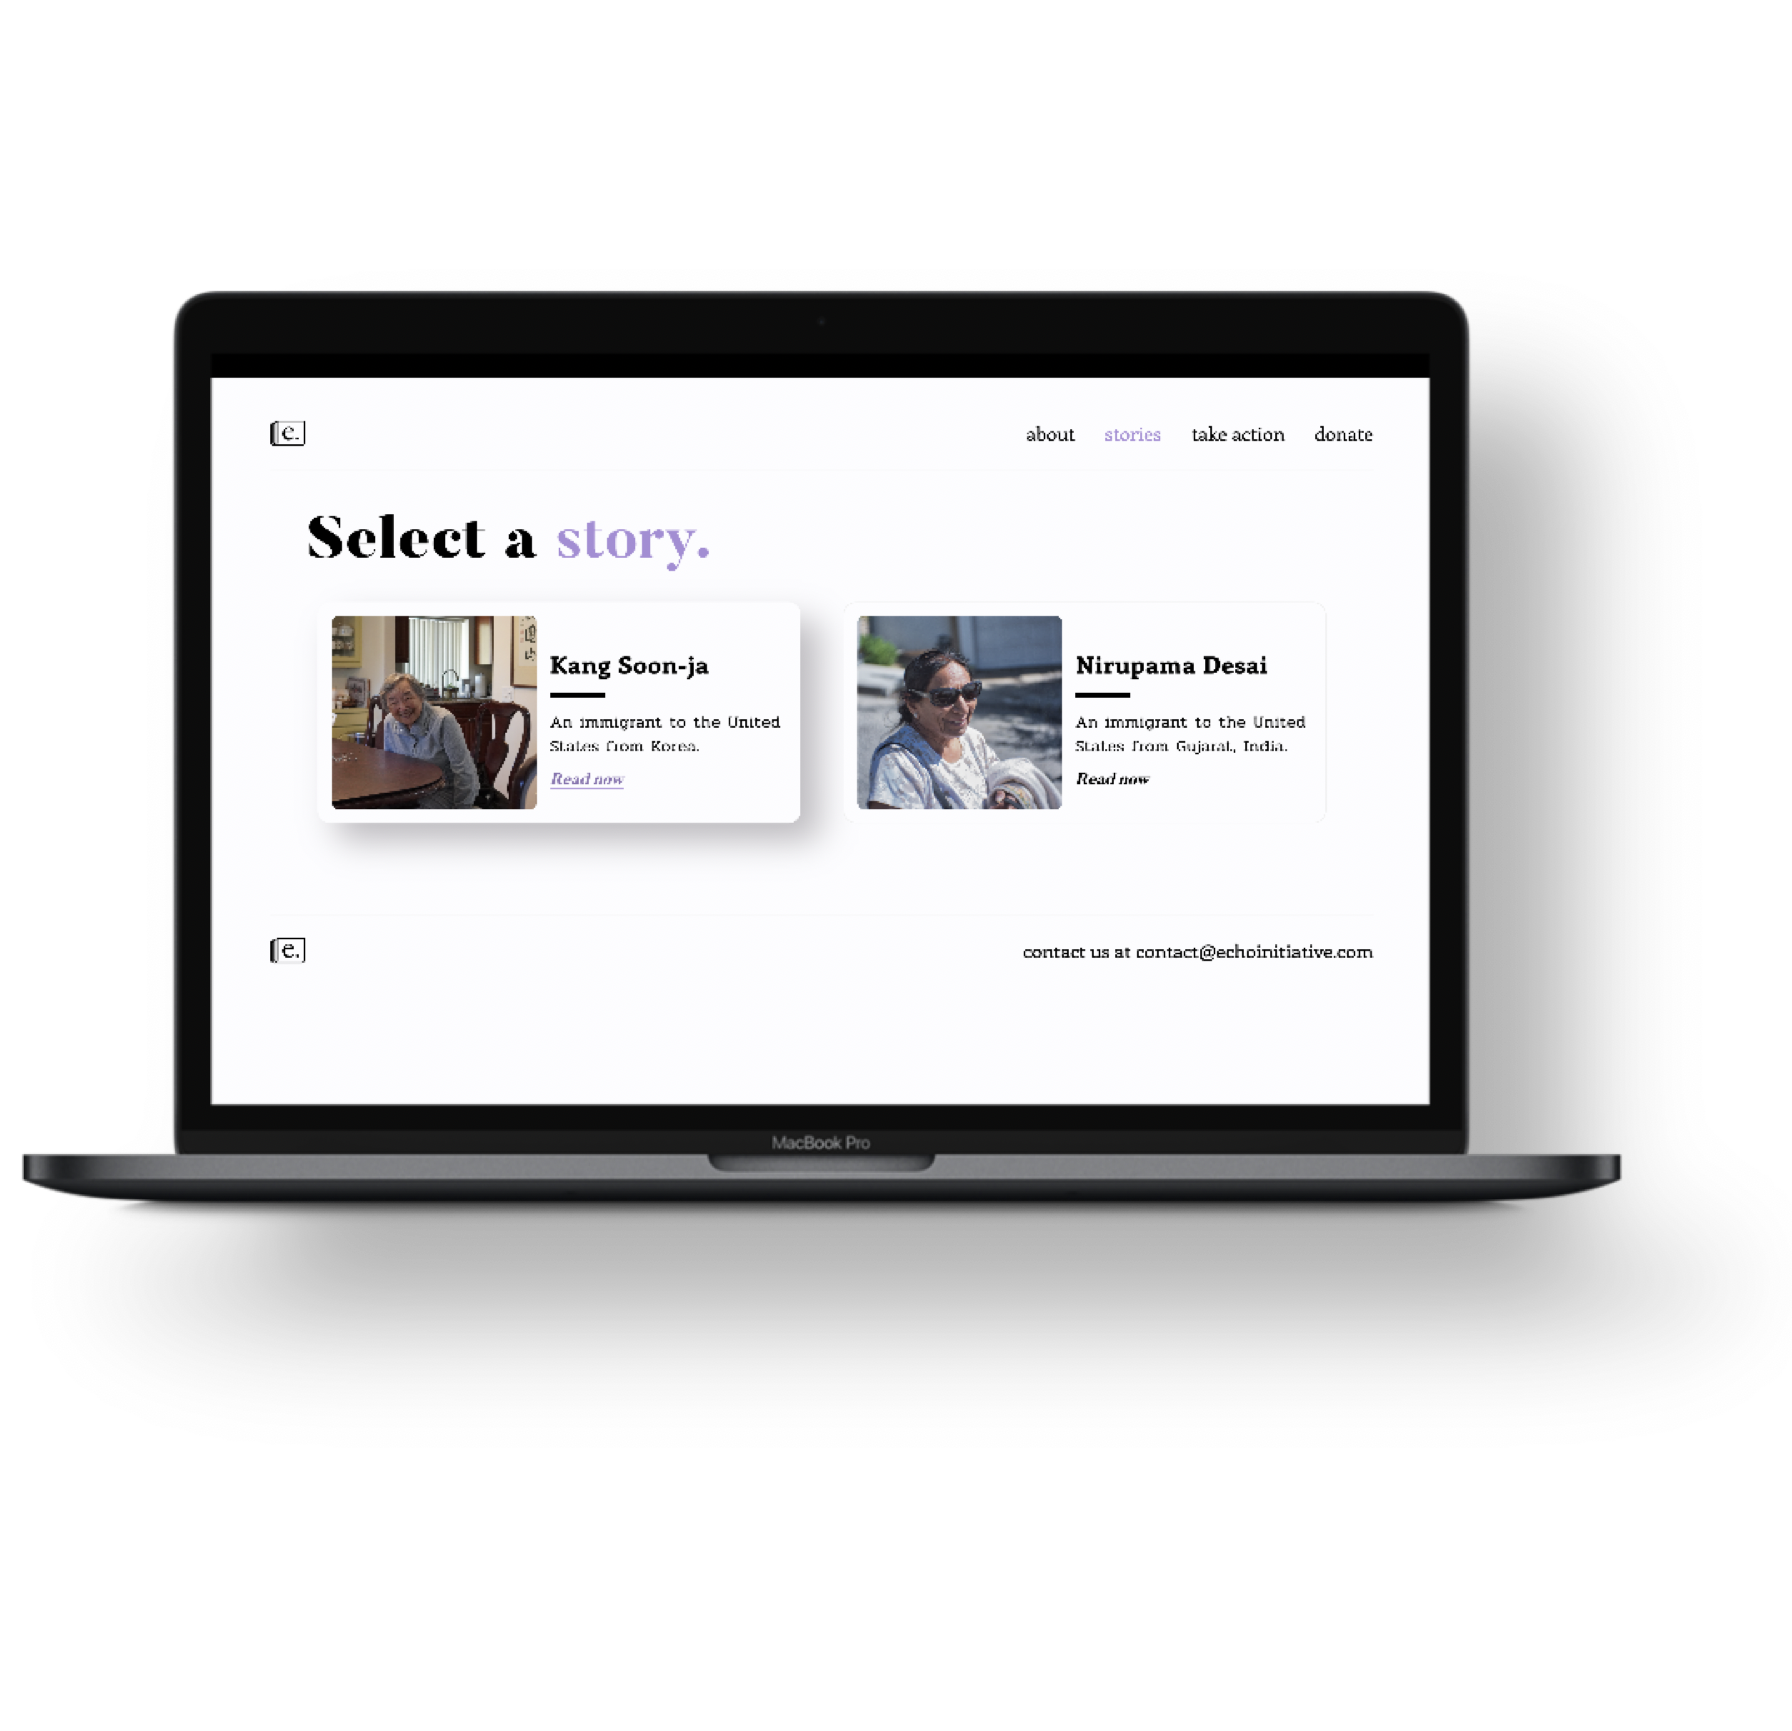 e.
about stories take action donate
Select a story.
Kang Soon-ja
An immigrant to the United
States from Korea.
Read now
Nirupama Desai
An immigrant to the United
States from Gujarat, India.
Read now
e.
contact us at contact@echoinitiative.com
MacBook Pro